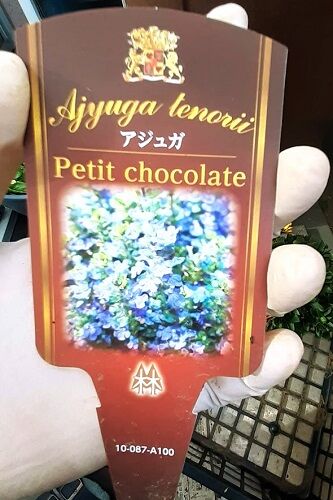 Ajyuga tenorii
アジュガ
Petit chocolate
10-087-A100